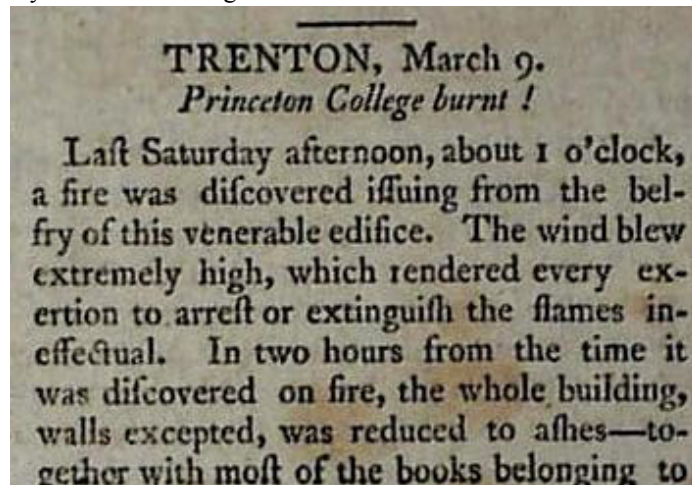 TRENTON, March 9.
Princeton College burnt !
Laſt Saturday afternoon, about 1 o'clock,
a fire was diſcovered iſſuing from the bel-
fry of this venerable edifice. The wind blew
extremely high, which rendered every ex-
ertion to arreſt or extinguiſh the flames in-
effectual. In two hours from the time it
was diſcovered on fire, the whole building,
walls excepted, was reduced to aſhes—to-
gether with moſt of the books belonging to